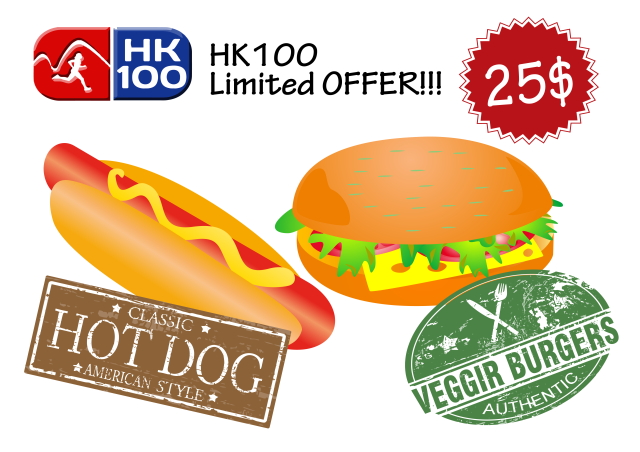 HK
100
HK100
Limited OFFER!!!
25$
CLASSIC
HOT DOG
AMERICAN STYLE
VEGGIR BURGERS
AUTHENTIC